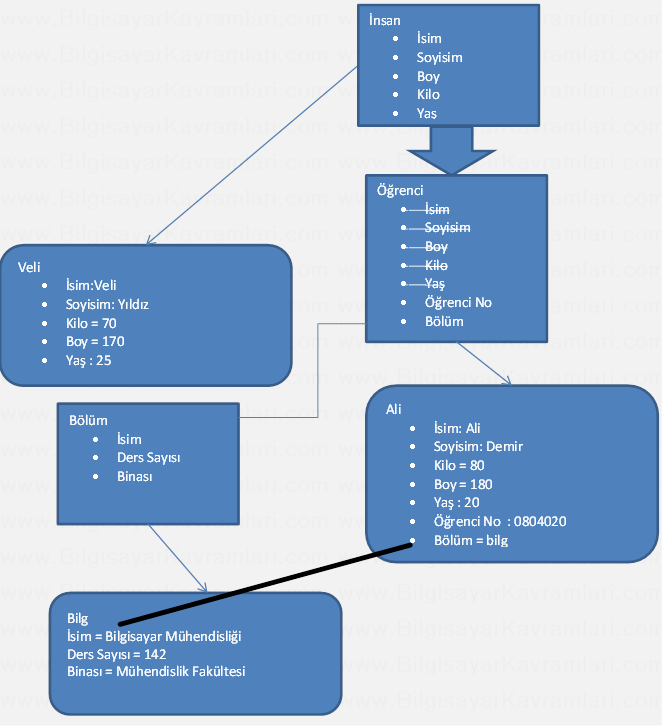 İnsan
İsim
Soyisim
Boy
Kilo
Yaş
Öğrenci
İsim
Soyisim
Boy
Kilo
Yaş
Öğrenci No
Bölüm
Veli
İsim:Veli
Soyisim: Yıldız
Kilo = 70
Boy = 170
Yaş : 25
Bölüm
İsim
Ders Sayısı
Binası
Ali
İsim: Ali
Soyisim: Demir
Kilo = 80
Boy = 180
Yaş : 20
Öğrenci No : 0804020
Bölüm = bilg
Bilg
İsim = Bilgisayar Mühendisliği
Ders Sayısı = 142
Binası = Mühendislik Fakültesi
www.BilgisayarKavramlari.com